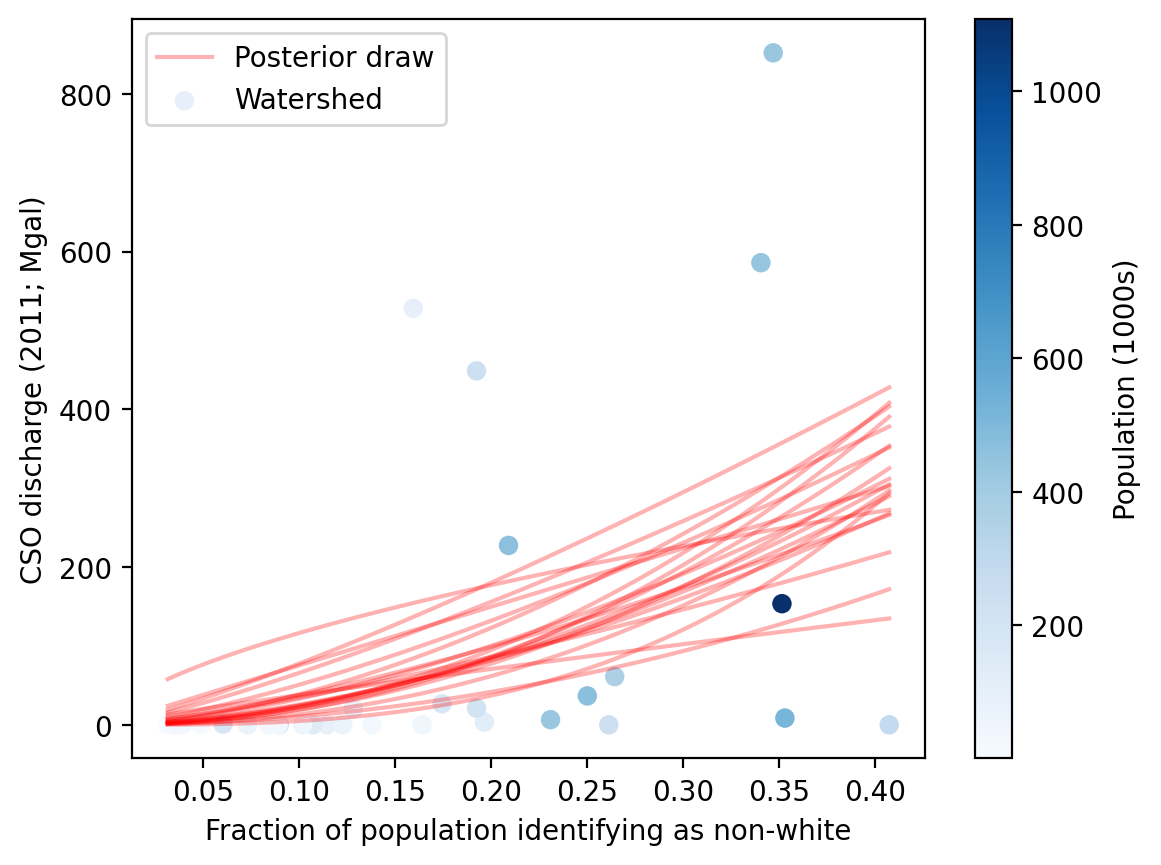 Posterior draw
Watershed
800
600
400
200
0
CSO discharge (2011; Mgal)
0.05 0.10 0.15 0.20 0.25 0.30 0.35 0.40
Fraction of population identifying as non-white
1000
800
600
400
200
Population (1000s)